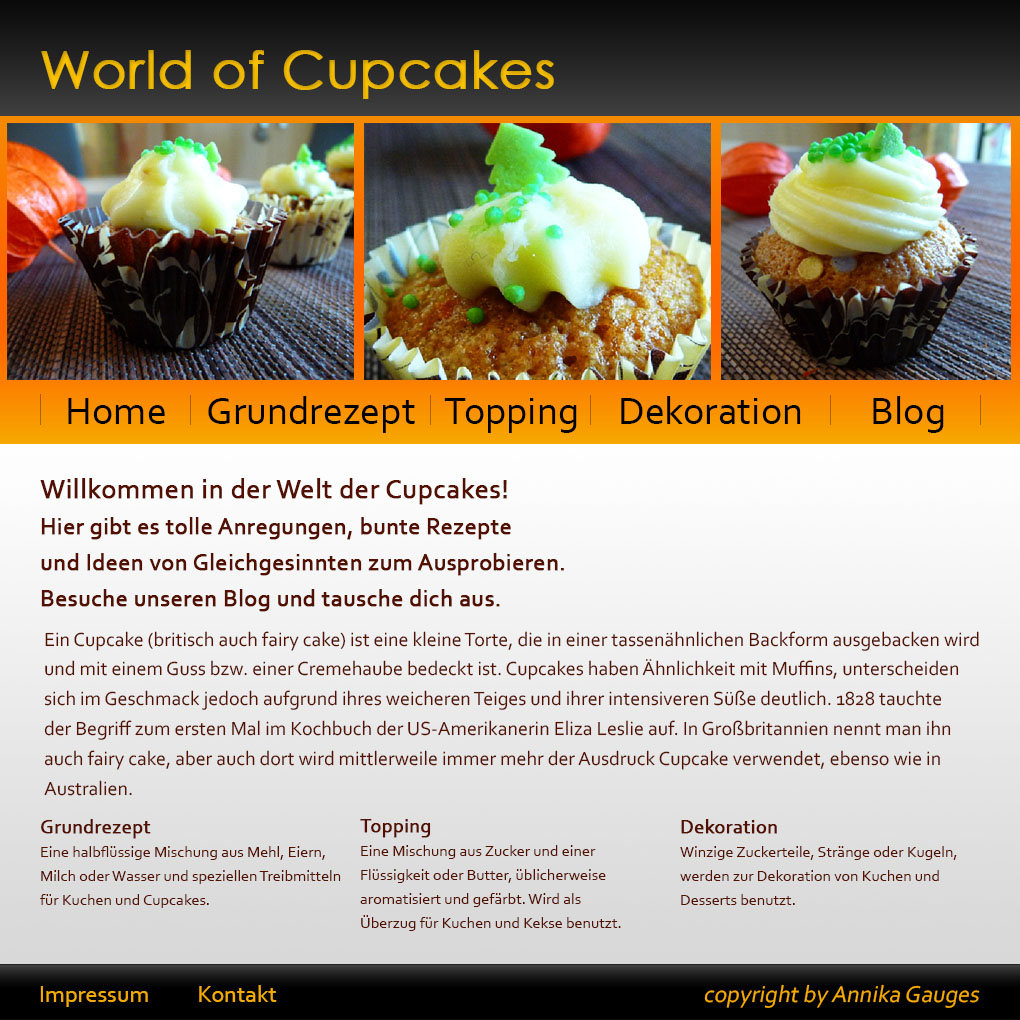 World of Cupcakes
Home Grundrezept Topping Dekoration Blog
Willkommen in der Welt der Cupcakes!
Hier gibt es tolle Anregungen, bunte Rezepte
und Ideen von Gleichgesinnten zum Ausprobieren.
Besuche unseren Blog und tausche dich aus.
Ein Cupcake (britisch auch fairy cake) ist eine kleine Torte, die in einer tassenähnlichen Backform ausgebacken wird
und mit einem Guss bzw. einer Cremehaube bedeckt ist. Cupcakes haben Ähnlichkeit mit Muffins, unterscheiden
sich im Geschmack jedoch aufgrund ihres weicheren Teiges und ihrer intensiveren Süße deutlich. 1828 tauchte
der Begriff zum ersten Mal im Kochbuch der US-Amerikanerin Eliza Leslie auf. In Großbritannien nennt man ihn
auch fairy cake, aber auch dort wird mittlerweile immer mehr der Ausdruck Cupcake verwendet, ebenso wie in
Australien.
Grundrezept
Eine halbflüssige Mischung aus Mehl, Eiern,
Milch oder Wasser und speziellen Treibmitteln
für Kuchen und Cupcakes.
Topping
Eine Mischung aus Zucker und einer
Flüssigkeit oder Butter, üblicherweise
aromatisiert und gefärbt. Wird als
Überzug für Kuchen und Kekse benutzt.
Dekoration
Winzige Zuckerteile, Stränge oder Kugeln,
werden zur Dekoration von Kuchen und
Desserts benutzt.
Impressum Kontakt copyright by Annika Gauges